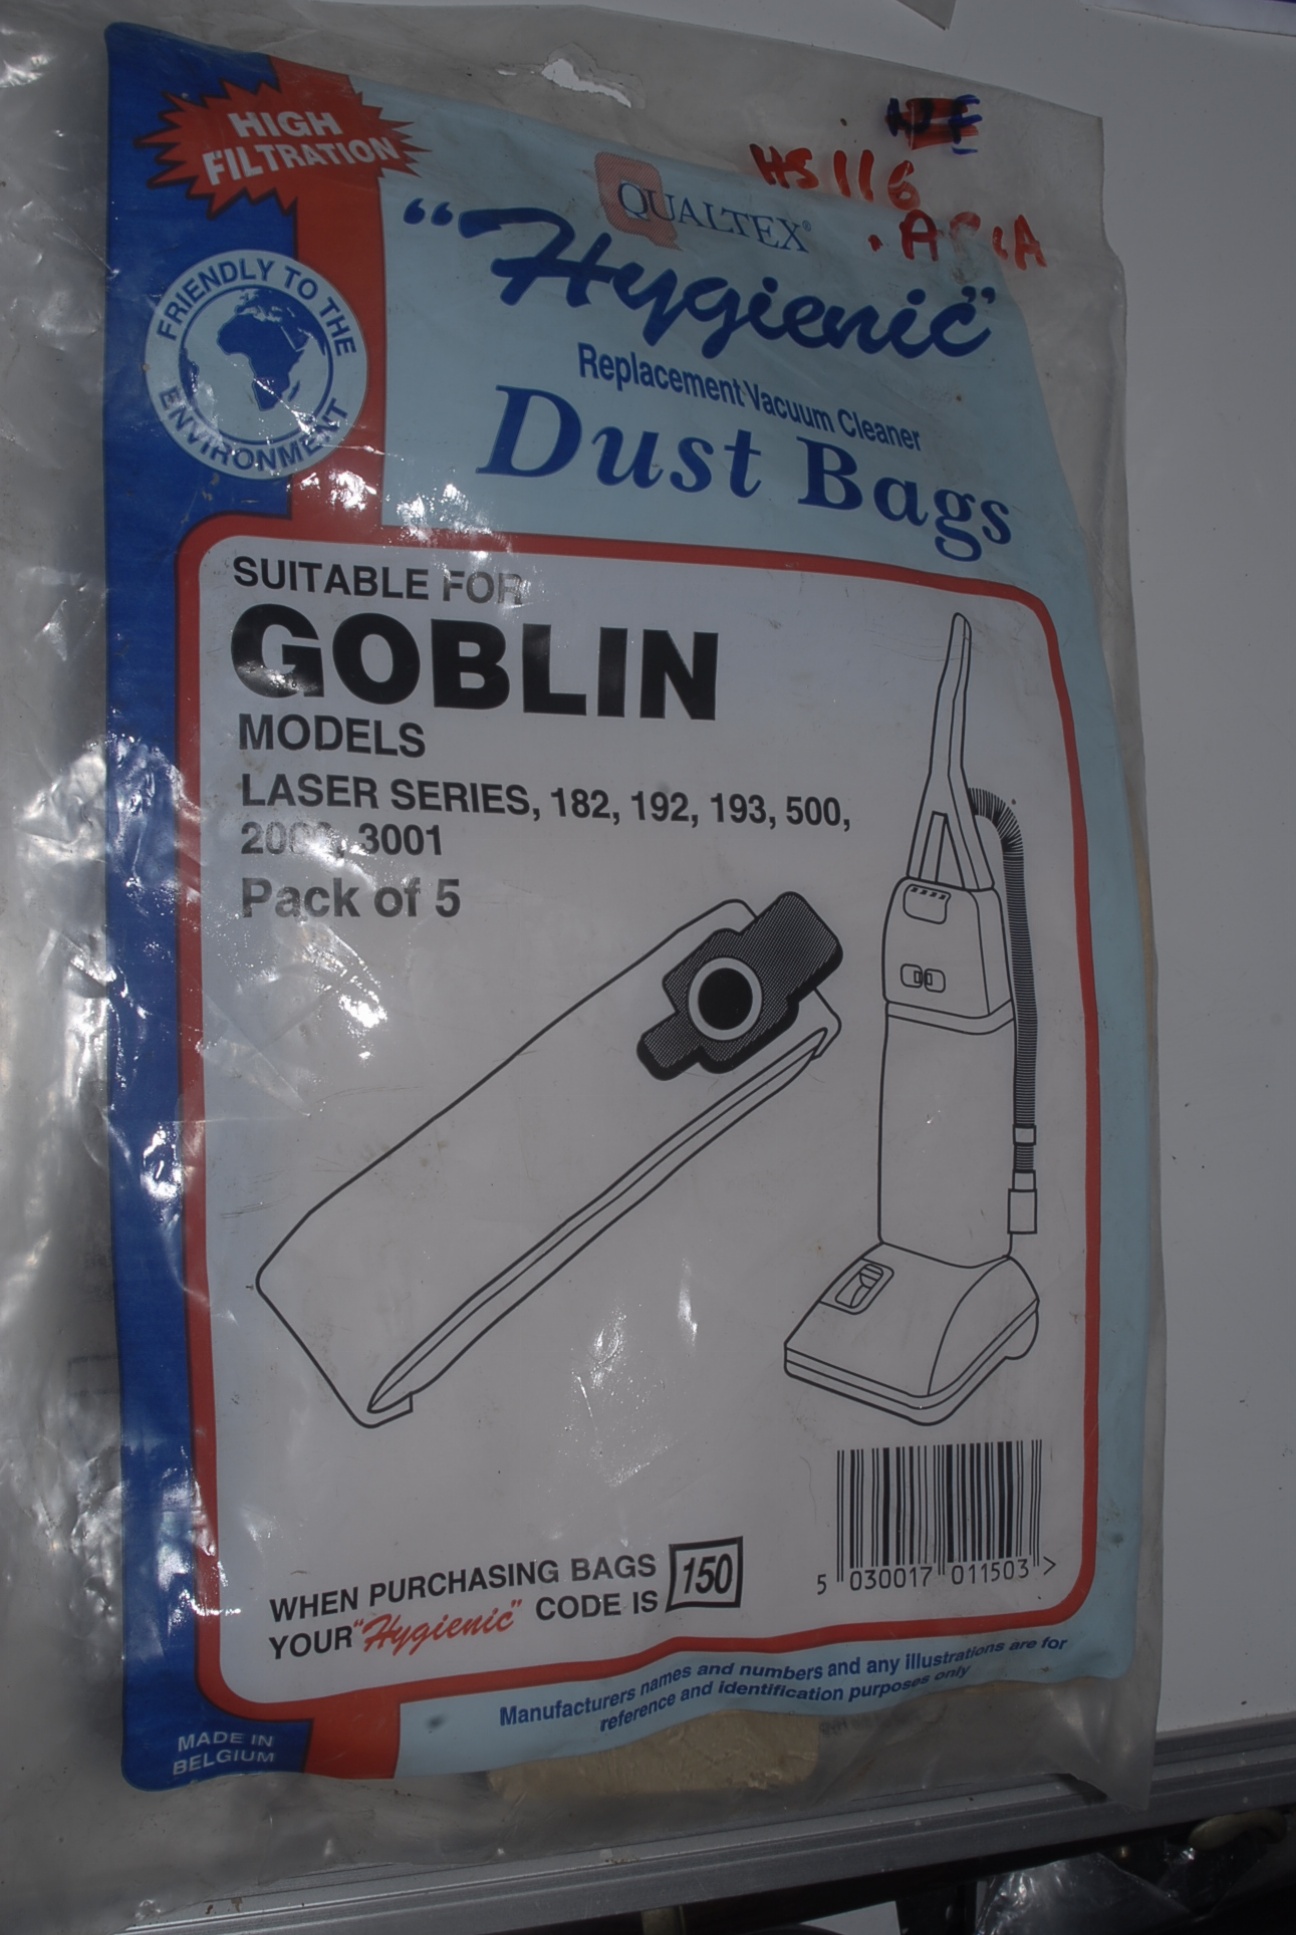 HIGH
FILTRATION
HS116
QUALTEX®
"Hygienic"
Replacement Vacuum Cleaner
Dust Bags
FRIENDLY TO THE
ENVIRONMENT
SUITABLE FOR
GOBLIN
MODELS
LASER SERIES, 182, 192, 193, 500,
3001
Pack of 5
WHEN PURCHASING BAGS
YOUR "Hygienic" CODE IS 150
5 030017 011503 >
Manufacturers names and numbers and any illustrations are for
reference and identification purposes only
MADE IN
BELGIUM